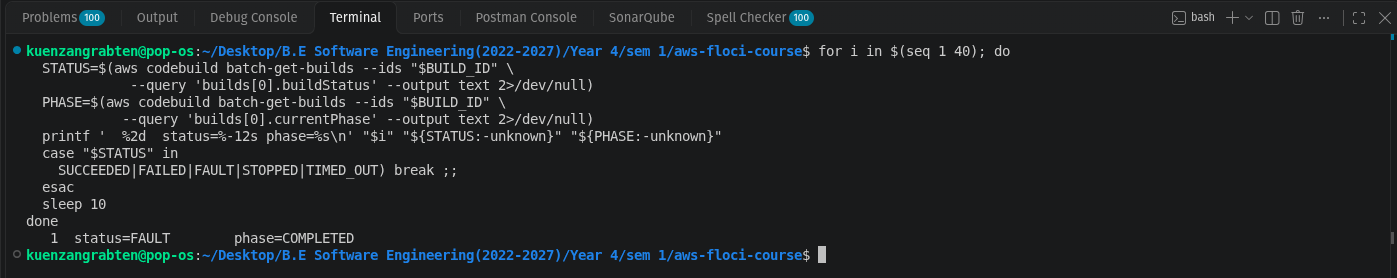 Problems 100 Output Debug Console Terminal Ports Postman Console SonarQube Spell Checker 100 bash
kuenzangrabten@pop-os:~/Desktop/B.E Software Engineering(2022-2027)/Year 4/sem 1/aws-floci-course$ for i in $(seq 1 40); do
  STATUS=$(aws codebuild batch-get-builds --ids "$BUILD_ID" \
             --query 'builds[0].buildStatus' --output text 2>/dev/null)
  PHASE=$(aws codebuild batch-get-builds --ids "$BUILD_ID" \
            --query 'builds[0].currentPhase' --output text 2>/dev/null)
  printf '  %2d  status=%-12s phase=%s\n' "$i" "${STATUS:-unknown}" "${PHASE:-unknown}"
  case "$STATUS" in
    SUCCEEDED|FAILED|FAULT|STOPPED|TIMED_OUT) break ;;
  esac
  sleep 10
done
   1  status=FAULT        phase=COMPLETED
kuenzangrabten@pop-os:~/Desktop/B.E Software Engineering(2022-2027)/Year 4/sem 1/aws-floci-course$